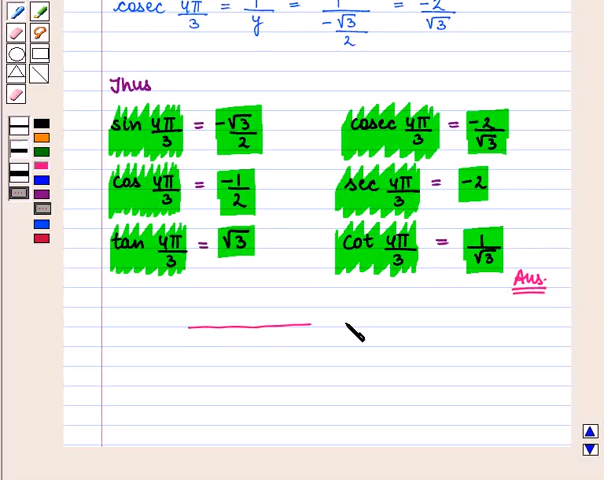 cosec 4π/3 = 1/y = 1/(-√3/2) = -2/√3
Thus
sin 4π/3 = -√3/2 cosec 4π/3 = -2/√3
cos 4π/3 = -1/2 sec 4π/3 = -2
tan 4π/3 = √3 cot 4π/3 = 1/√3
Ans.